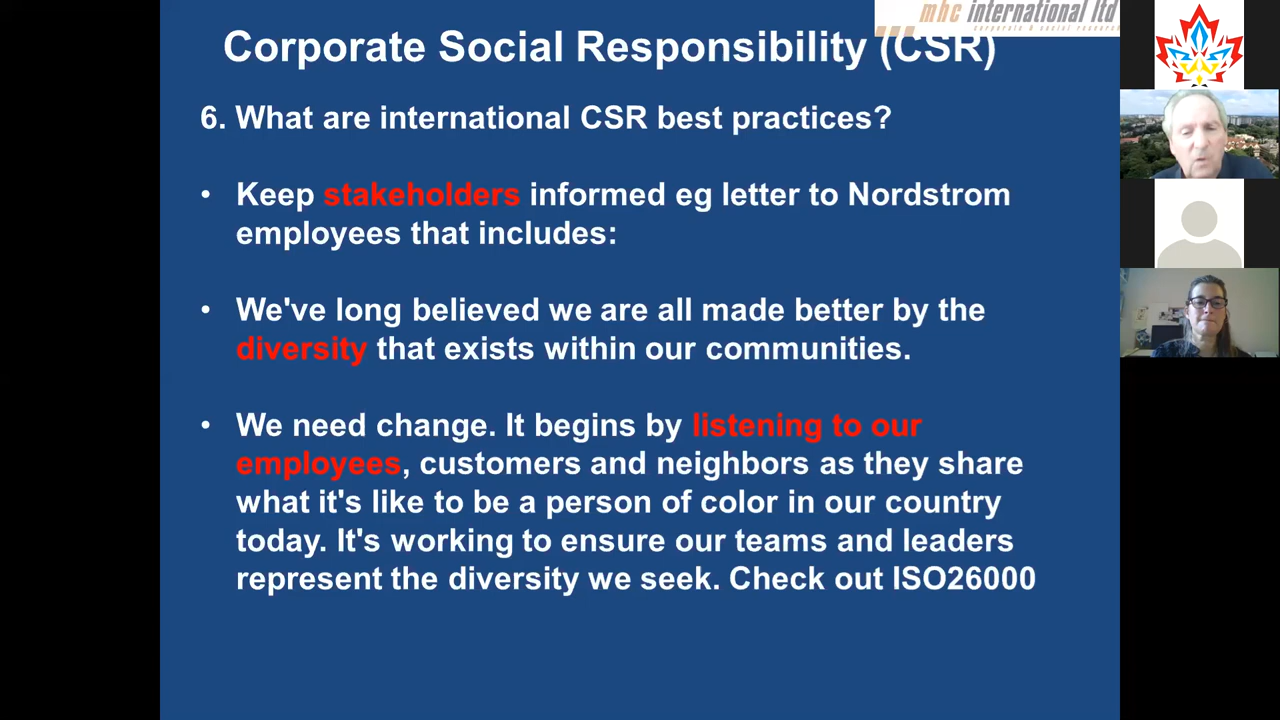 mhc international ltd
Corporate Social Responsibility (CSR)
6. What are international CSR best practices?
• Keep stakeholders informed eg letter to Nordstrom
employees that includes:
• We've long believed we are all made better by the
diversity that exists within our communities.
• We need change. It begins by listening to our
employees, customers and neighbors as they share
what it's like to be a person of color in our country
today. It's working to ensure our teams and leaders
represent the diversity we seek. Check out ISO26000